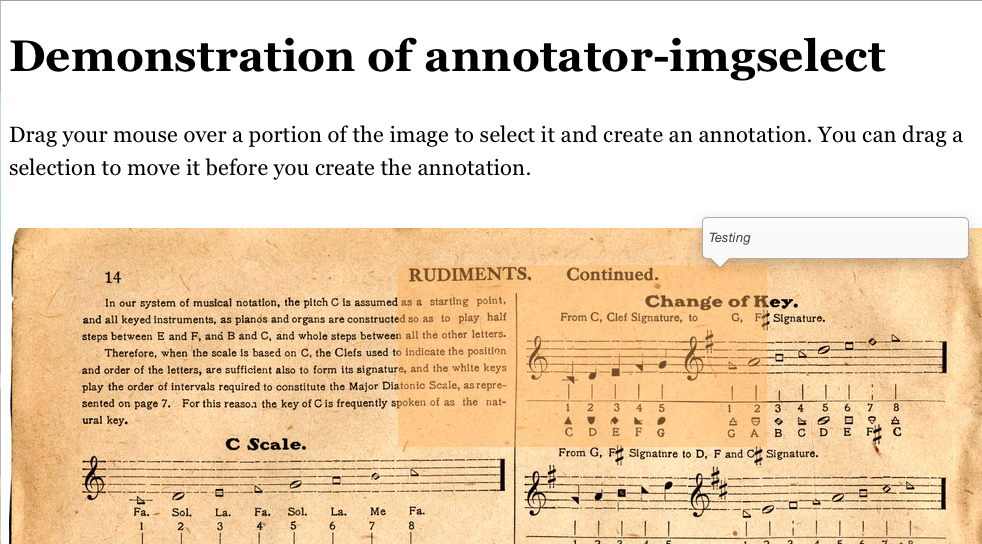 Demonstration of annotator-imgselect
Drag your mouse over a portion of the image to select it and create an annotation. You can drag a
selection to move it before you create the annotation.
Testing
14
RUDIMENTS. Continued.
In our system of musical notation, the pitch C is assumed as a starting point,
and all keyed instruments, as pianos and organs are constructed so as to play half
steps between E and F, and B and C, and whole steps between all the other letters.
Therefore, when the scale is based on C, the Clefs used to indicate the position
and order of the letters, are sufficient also to form its signature, and the white keys
play the order of intervals required to constitute the Major Diatonic Scale, as repre-
sented on page 7. For this reason the key of C is frequently spoken of as the nat-
ural key.
C Scale.
Fa. Sol. La. Fa. Sol. La. Me Fa.
1 2 3 4 5 6 7 8
Change of Key.
From C, Clef Signature, to G, F♯ Signature.
1 2 3 4 5 1 2 3 4 5 6 7 8
C D E F G G A B C D E F♯ C
From G, F♯ Signatnre to D, F and C♯ Signature.